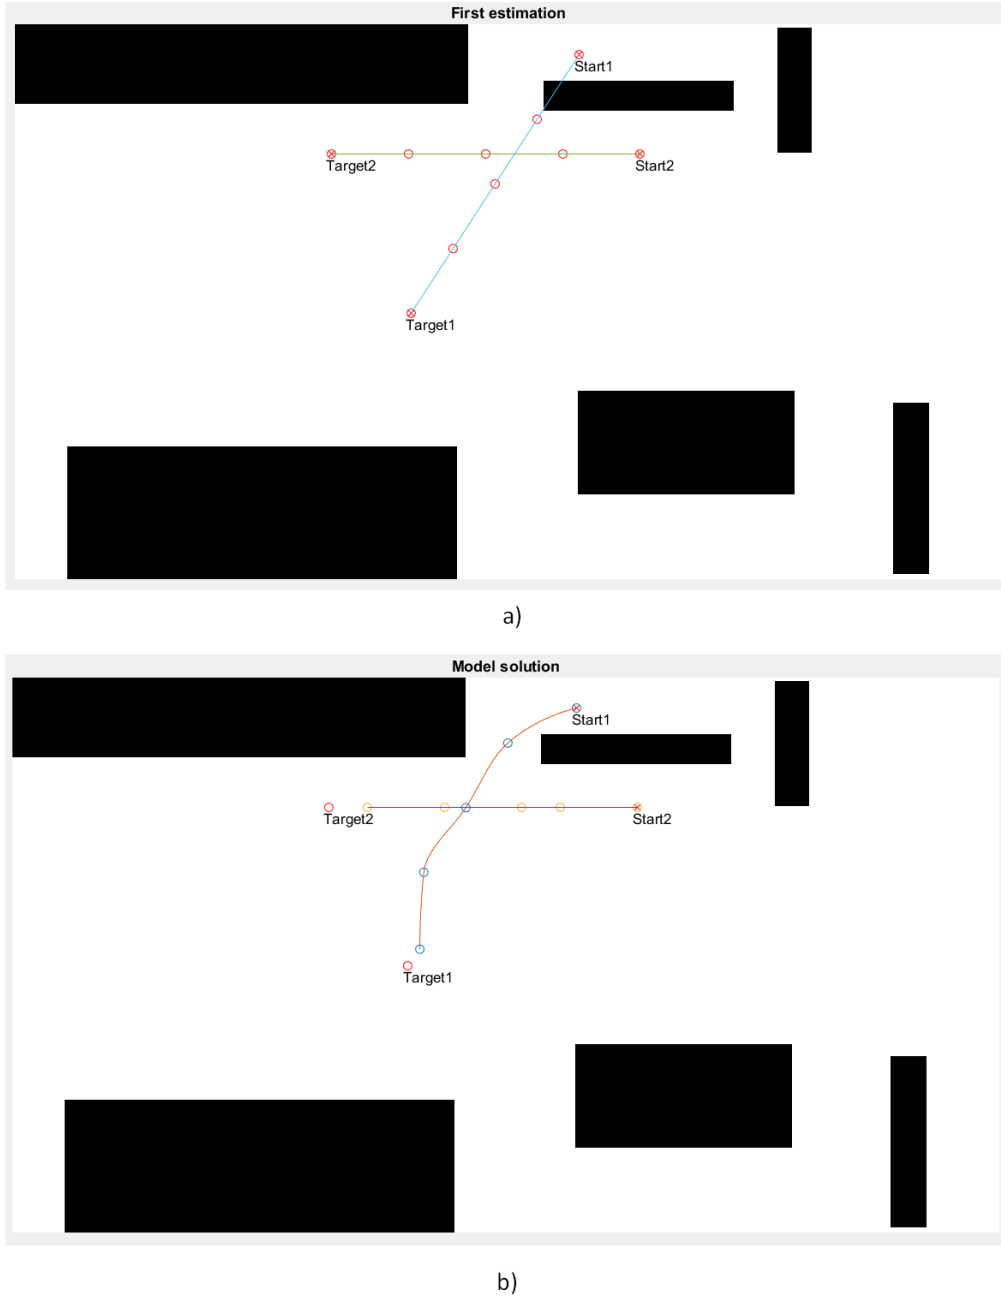 First estimation
Start1
Target2
Start2
Target1
a)
Model solution
Start1
Target2
Start2
Target1
b)